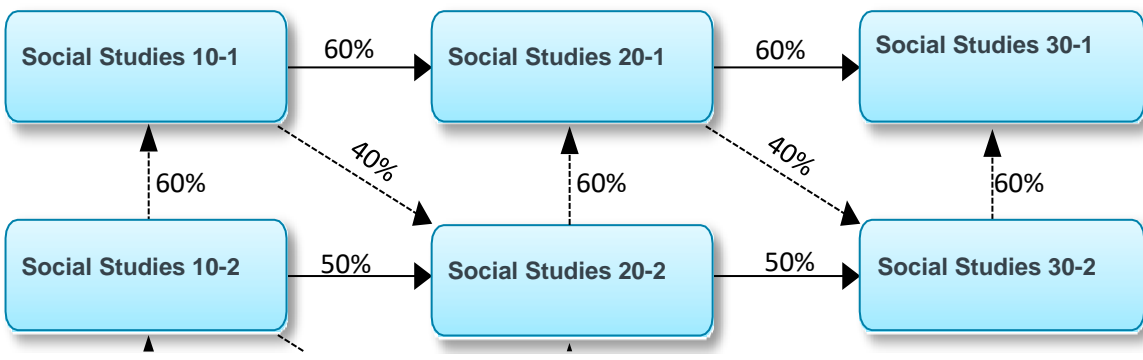 Social Studies 10-1
60%
Social Studies 20-1
60%
Social Studies 30-1
40%
40%
60%
60%
60%
Social Studies 10-2
50%
Social Studies 20-2
50%
Social Studies 30-2